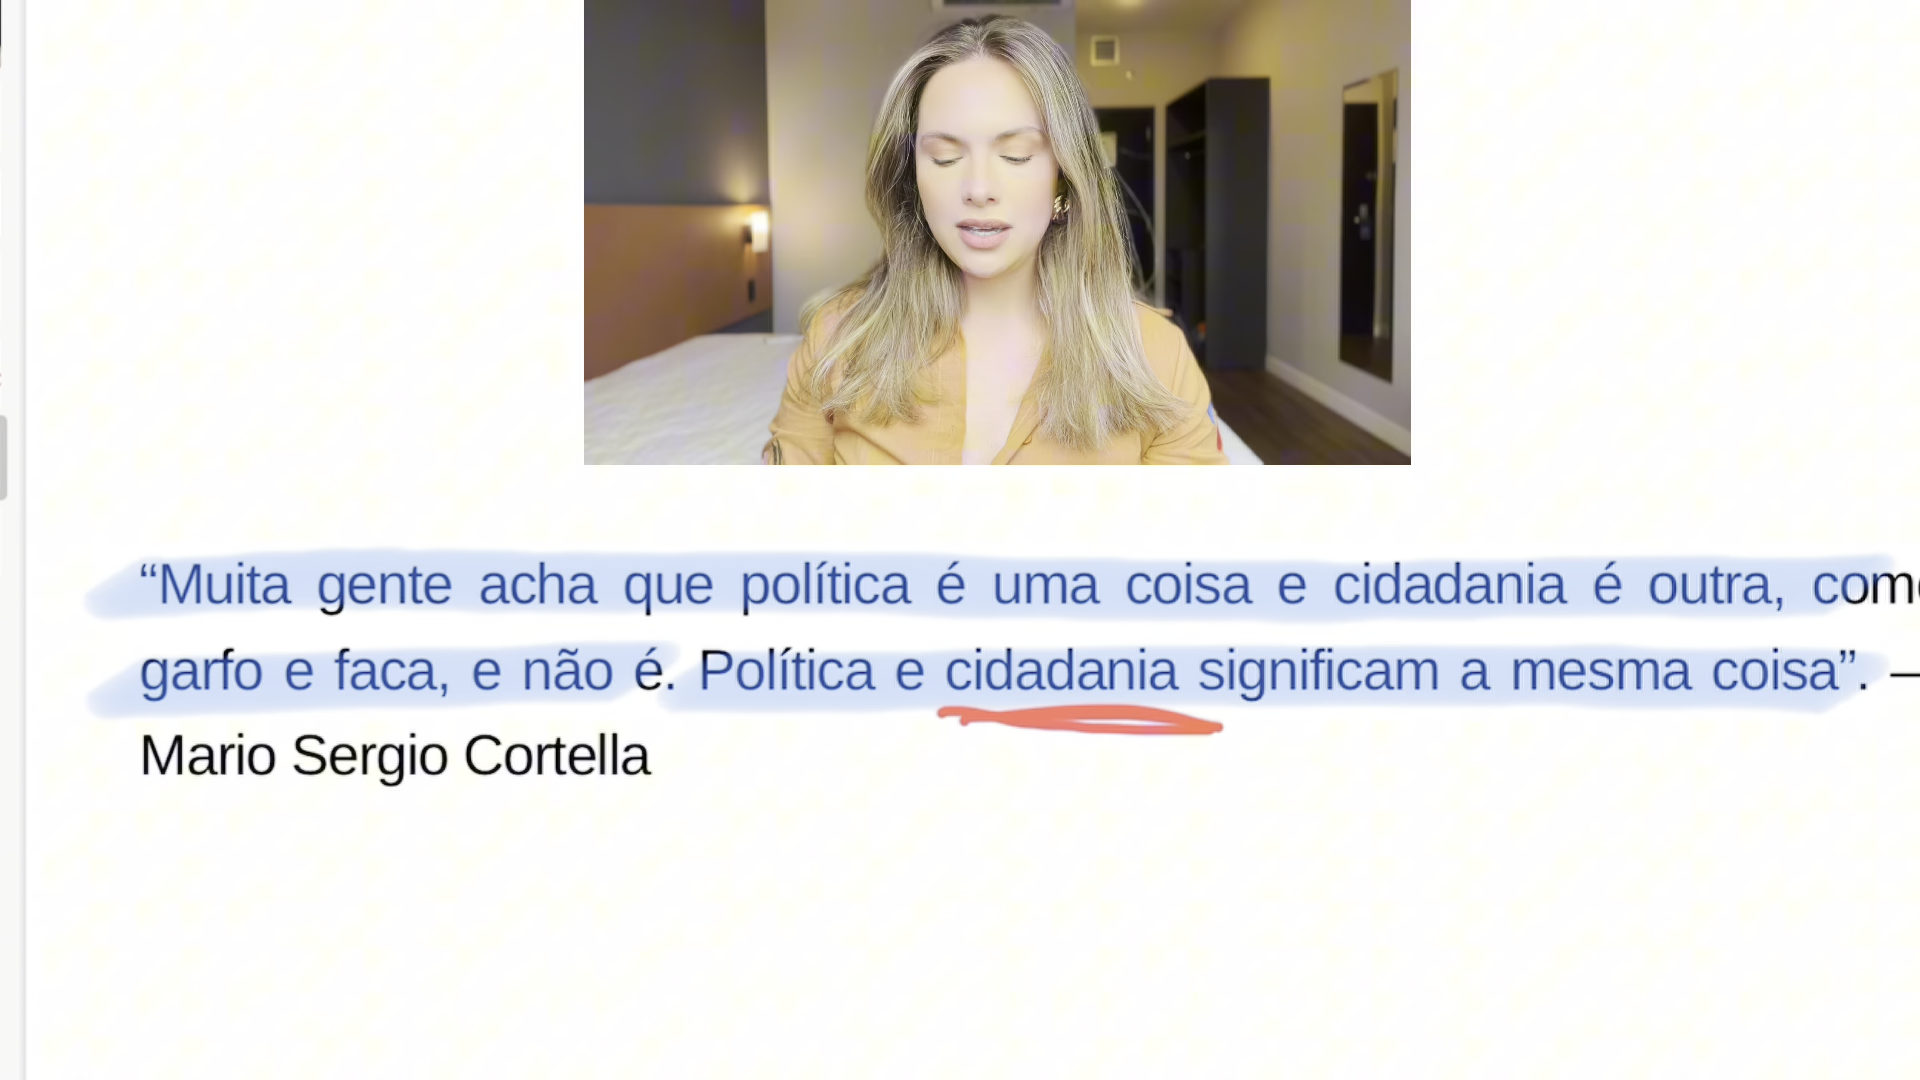 “Muita gente acha que política é uma coisa e cidadania é outra, com
garfo e faca, e não é. Política e cidadania significam a mesma coisa”. –
Mario Sergio Cortella